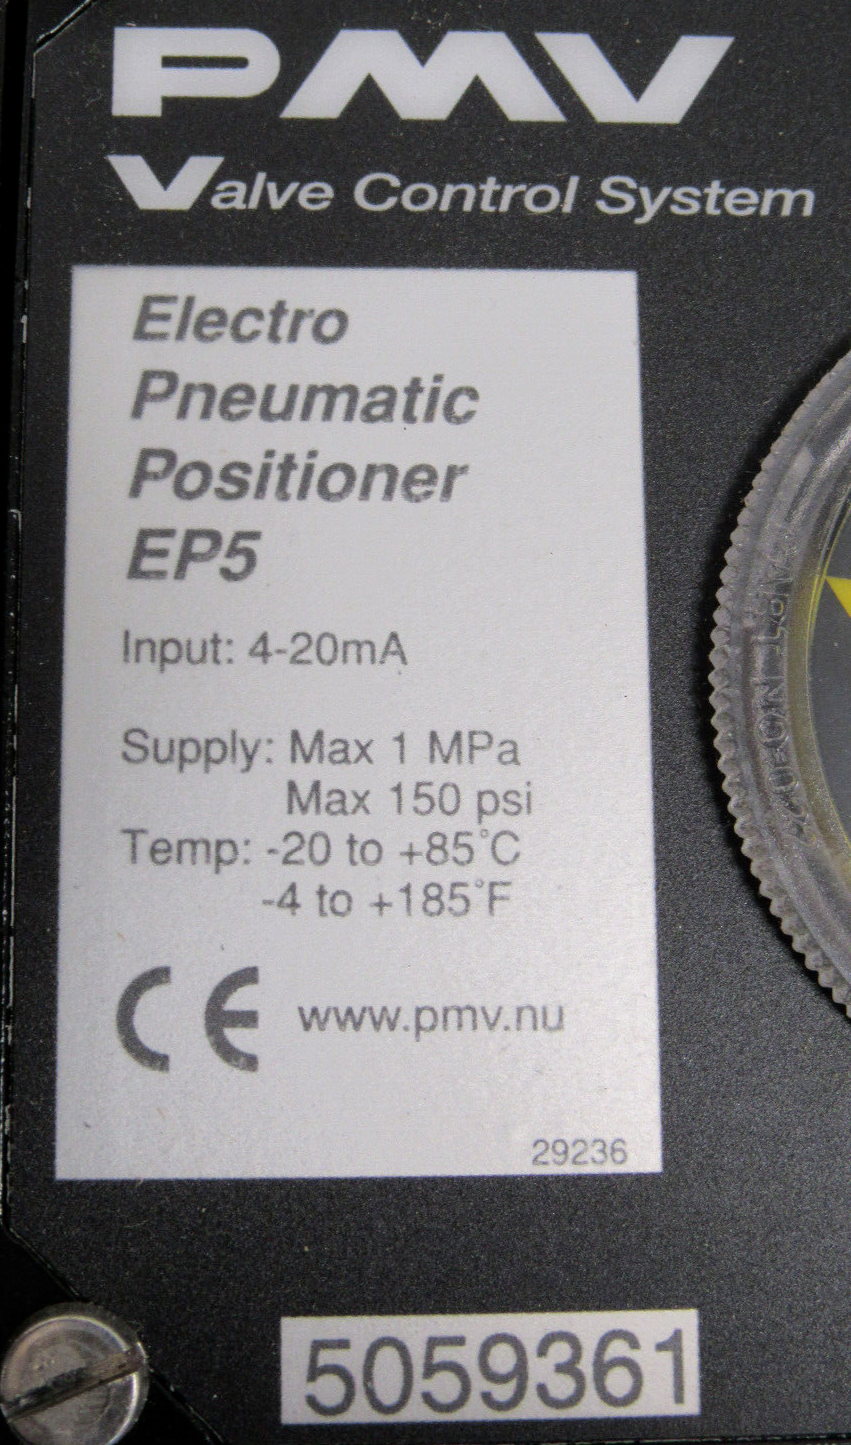 PMV
Valve Control System
Electro
Pneumatic
Positioner
EP5
Input: 4-20mA
Supply: Max 1 MPa
Max 150 psi
Temp: -20 to +85°C
-4 to +185°F
CE www.pmv.nu
29236
5059361